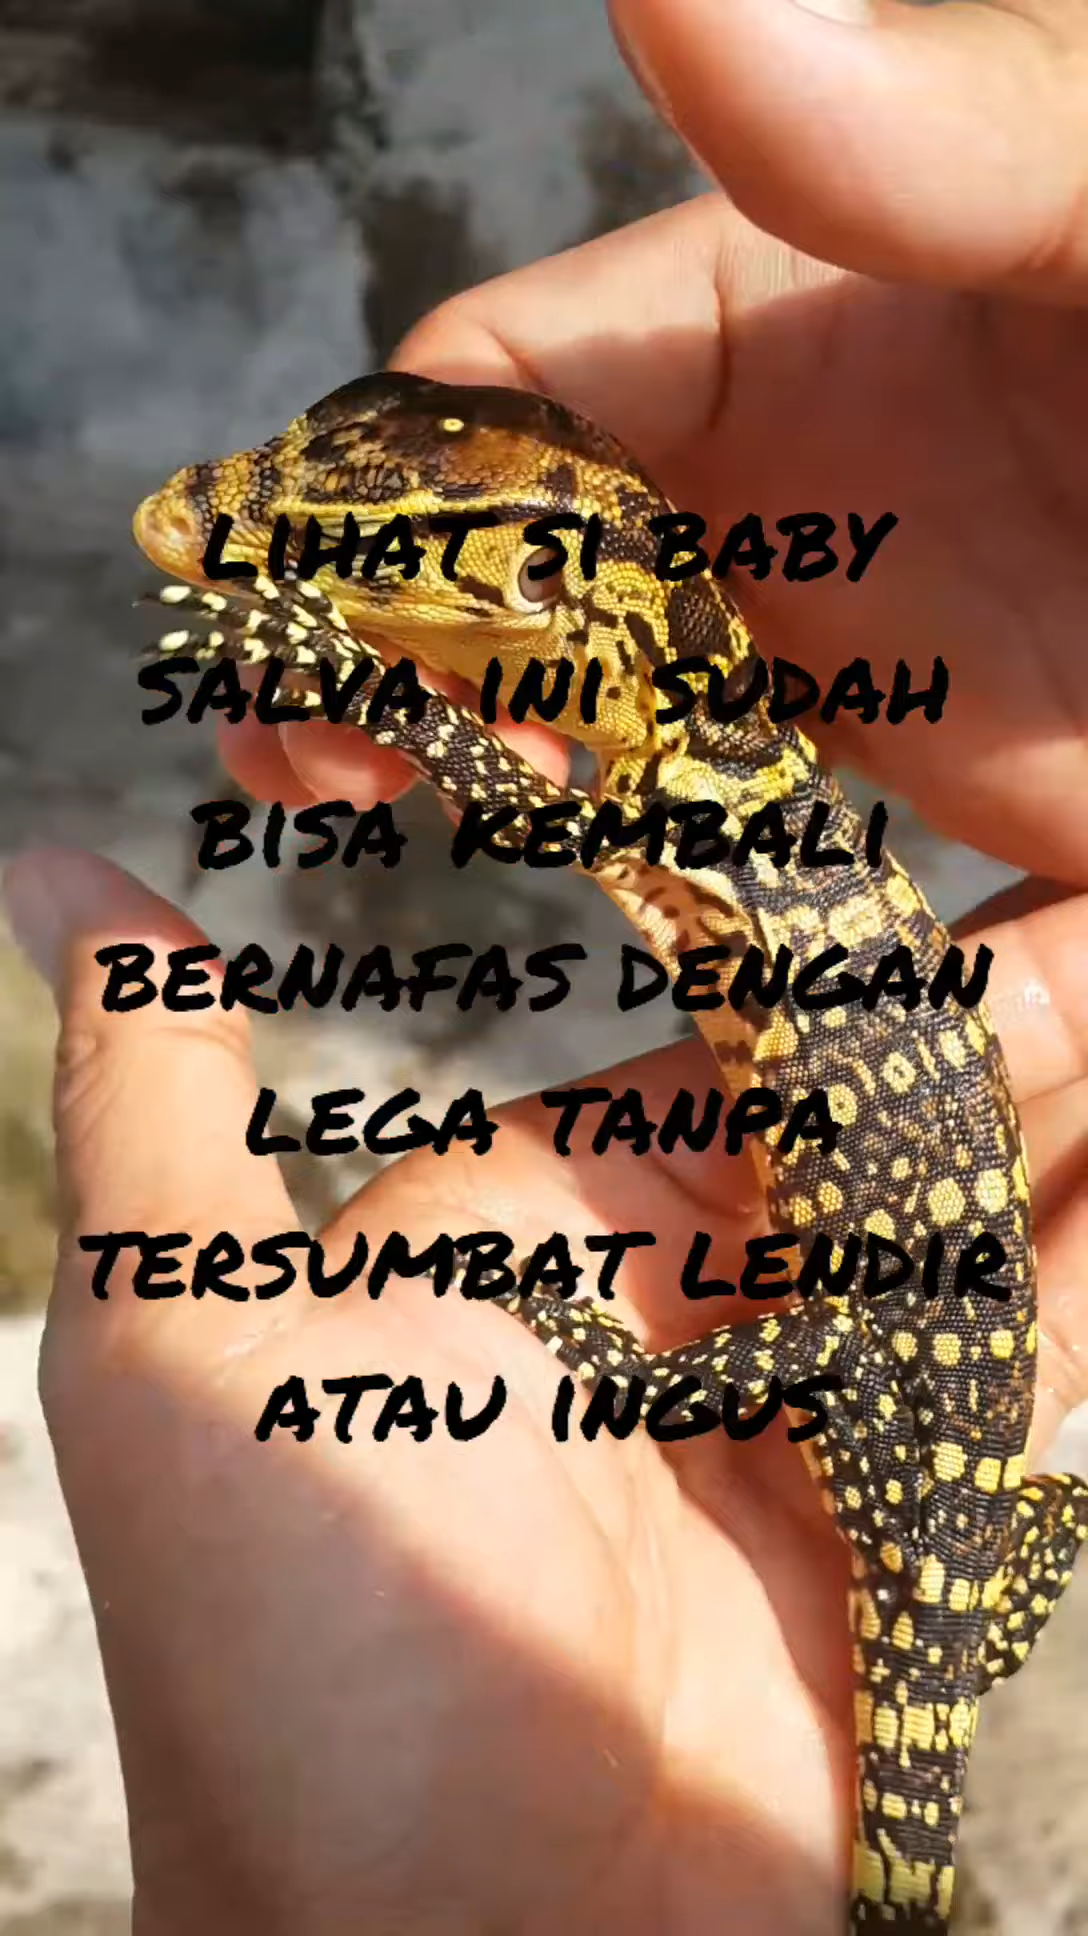 LIHAT SI BABY
SALVA INI SUDAH
BISA KEMBALI
BERNAFAS DENGAN
LEGA TANPA
TERSUMBAT LENDIR
ATAU INGUS